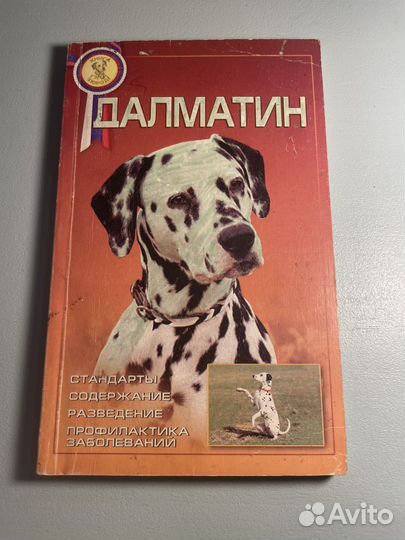 ДАЛМАТИН
СТАНДАРТЫ
СОДЕРЖАНИЕ
РАЗВЕДЕНИЕ
ПРОФИЛАКТИКА
ЗАБОЛЕВАНИЙ
Avito